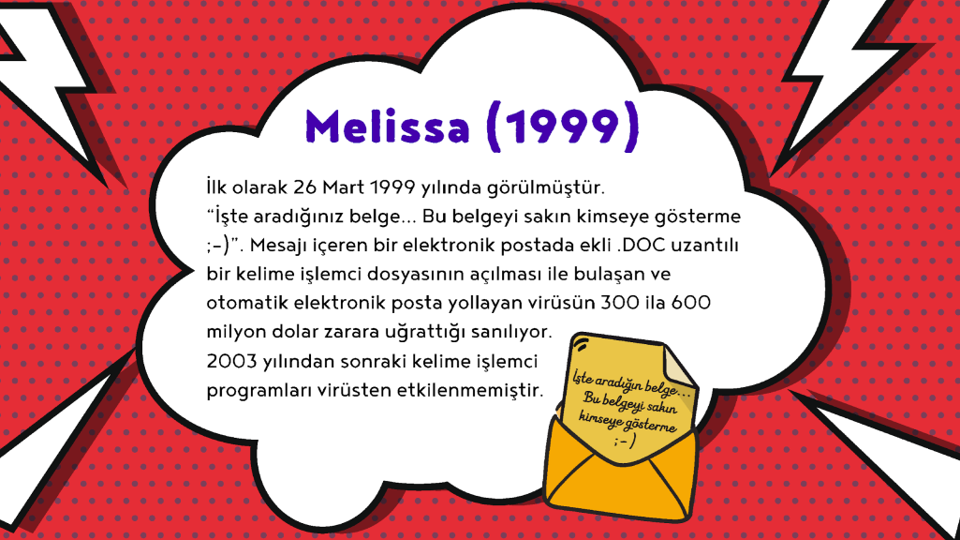 Melissa (1999)
İlk olarak 26 Mart 1999 yılında görülmüştür.
“İşte aradığınız belge... Bu belgeyi sakın kimseye gösterme
;-)”. Mesajı içeren bir elektronik postada ekli .DOC uzantılı
bir kelime işlemci dosyasının açılması ile bulaşan ve
otomatik elektronik posta yollayan virüsün 300 ila 600
milyon dolar zarara uğrattığı sanılıyor.
2003 yılından sonraki kelime işlemci
programları virüsten etkilenmemiştir.
İşte aradığın belge...
Bu belgeyi sakın
kimseye gösterme
;-)